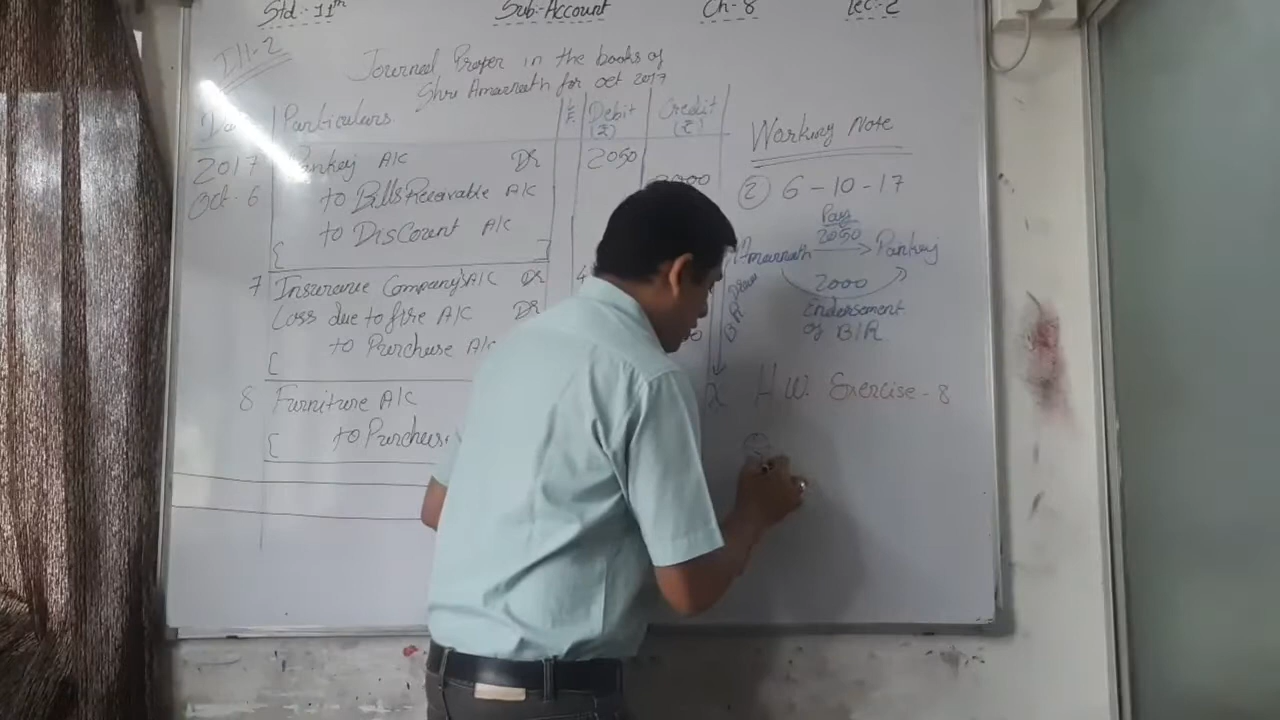 Std:- 11th Sub-Account Ch-8 Lec:-2
Ill-2
Journal Proper in the books of
Shri Amarnath for oct 2017
Particulars L.F. Debit (₹) Credit (₹)
2017 Pankaj A/C Dr 2050
Oct-6 to Bills Receivable A/C 2000
to Discount A/C
7 Insurance Company's A/C Dr
Loss due to fire A/C Dr
to Purchase A/C
8 Furniture A/C
to Purchase
Working Note
② 6-10-17
Pay
2050
Amarnath Pankaj
2000
Endorsement
of B/R
Drawn
B/R
H.W. Exercise-8